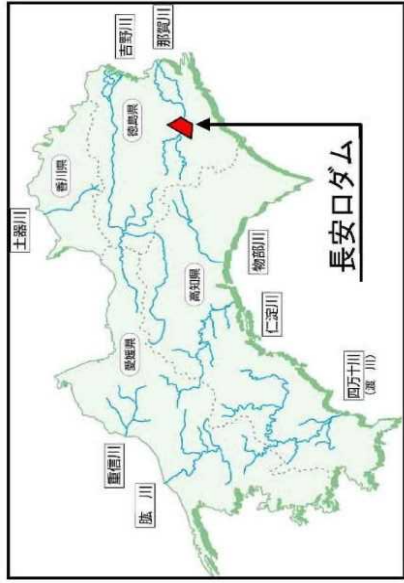 土器川
吉野川
那賀川
香川県
徳島県
愛媛県
高知県
重信川
肱川
物部川
仁淀川
四万十川
(渡川)
長安口ダム